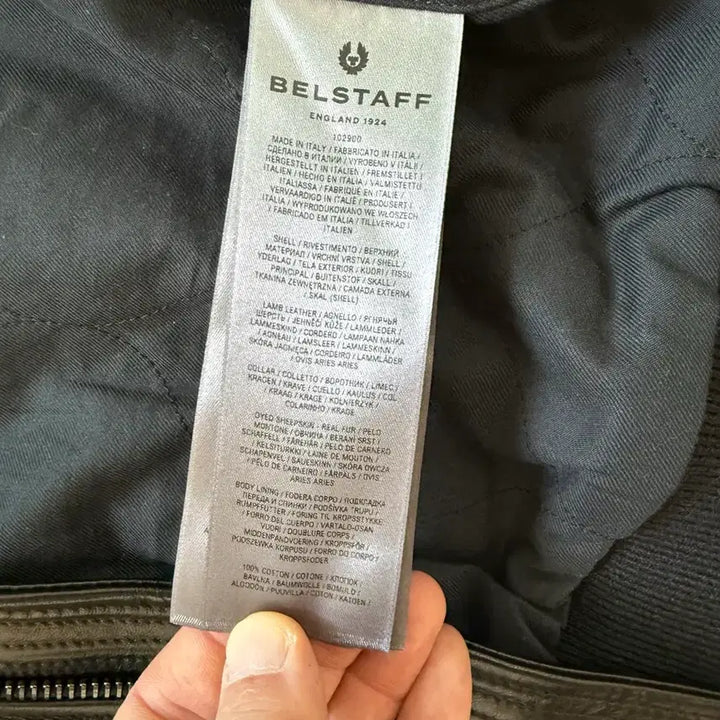 BELSTAFF
ENGLAND 1924
102900
MADE IN ITALY / FABBRICATO IN ITALIA /
СДЕЛАНО В ИТАЛИИ / VYROBENO V ITÁLII /
HERGESTELLT IN ITALIEN / FREMSTILLET I
ITALIEN / HECHO EN ITALIA / VALMISTETTU
ITALIASSA / FABRIQUÉ EN ITALIE /
VERVAARDIGD IN ITALIË / PRODUSERT I
ITALIA / WYPRODUKOWANO WE WŁOSZECH
/ FABRICADO EM ITALIA / TILLVERKAD I
ITALIEN
SHELL / RIVESTIMENTO / ВЕРХНИЙ
МАТЕРИАЛ / VRCHNÍ VRSTVA / SHELL /
YDERLAG / TELA EXTERIOR / KUORI / TISSU
PRINCIPAL / BUITENSTOF / SKALL /
TKANINA ZEWNĘTRZNA / CAMADA EXTERNA
/ SKAL (SHELL)
LAMB LEATHER / AGNELLO / ЯГНЯЧЬЯ
ШЕРСТЬ / JEHNĚČÍ KŮŽE / LAMMLEDER /
LAMMESKIND / CORDERO / LAMPAAN NAHKA
/ AGNEAU / LAMSLEER / LAMMESKINN /
SKÓRA JAGNIĘCA / CORDEIRO / LAMMLÄDER
/ OVIS ARIES ARIES
COLLAR / COLLETTO / ВОРОТНИК / LIMEC /
KRAGEN / KRAVE / CUELLO / KAULUS / COL
/ KRAAG / KRAGE / KOŁNIERZYK /
COLARINHO / KRAGE
DYED SHEEPSKIN - REAL FUR / PELO
MONTONE / ОВЧИНА / BERANÍ SRST /
SCHAFFELL / FÅREHÅR / PELO DE CARNERO
/ KELSITURKKI / LAINE DE MOUTON /
SCHAPENVEL / SAUESKINN / SKÓRA OWCZA
/ PELO DE CARNEIRO / FÅRPÄLS / OVIS
ARIES ARIES
BODY LINING / FODERA CORPO / ПОДКЛАДКА
ПЕРЕДА И СПИНКИ / PODŠÍVKA TRUPU /
RUMPFFUTTER / FORING TIL KROPSSTYKKE
/ FORRO DEL CUERPO / VARTALO-OSAN
VUORI / DOUBLURE CORPS /
MIDDENPANDVOERING / KROPPSFÔR /
PODSZEWKA KORPUSU / FORRO DO CORPO /
KROPPSFODER
100% COTTON / COTONE / ХЛОПОК /
BAVLNA / BAUMWOLLE / BOMULD /
ALGODÓN / PUUVILLA / COTON / KATOEN /